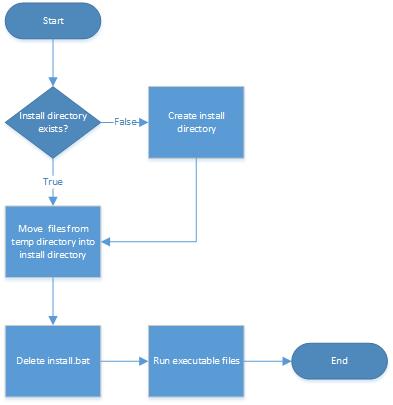 Start
Install directory
exists?
False
Create install
directory
True
Move files from
temp directory into
install directory
Delete install.bat
Run executable files
End